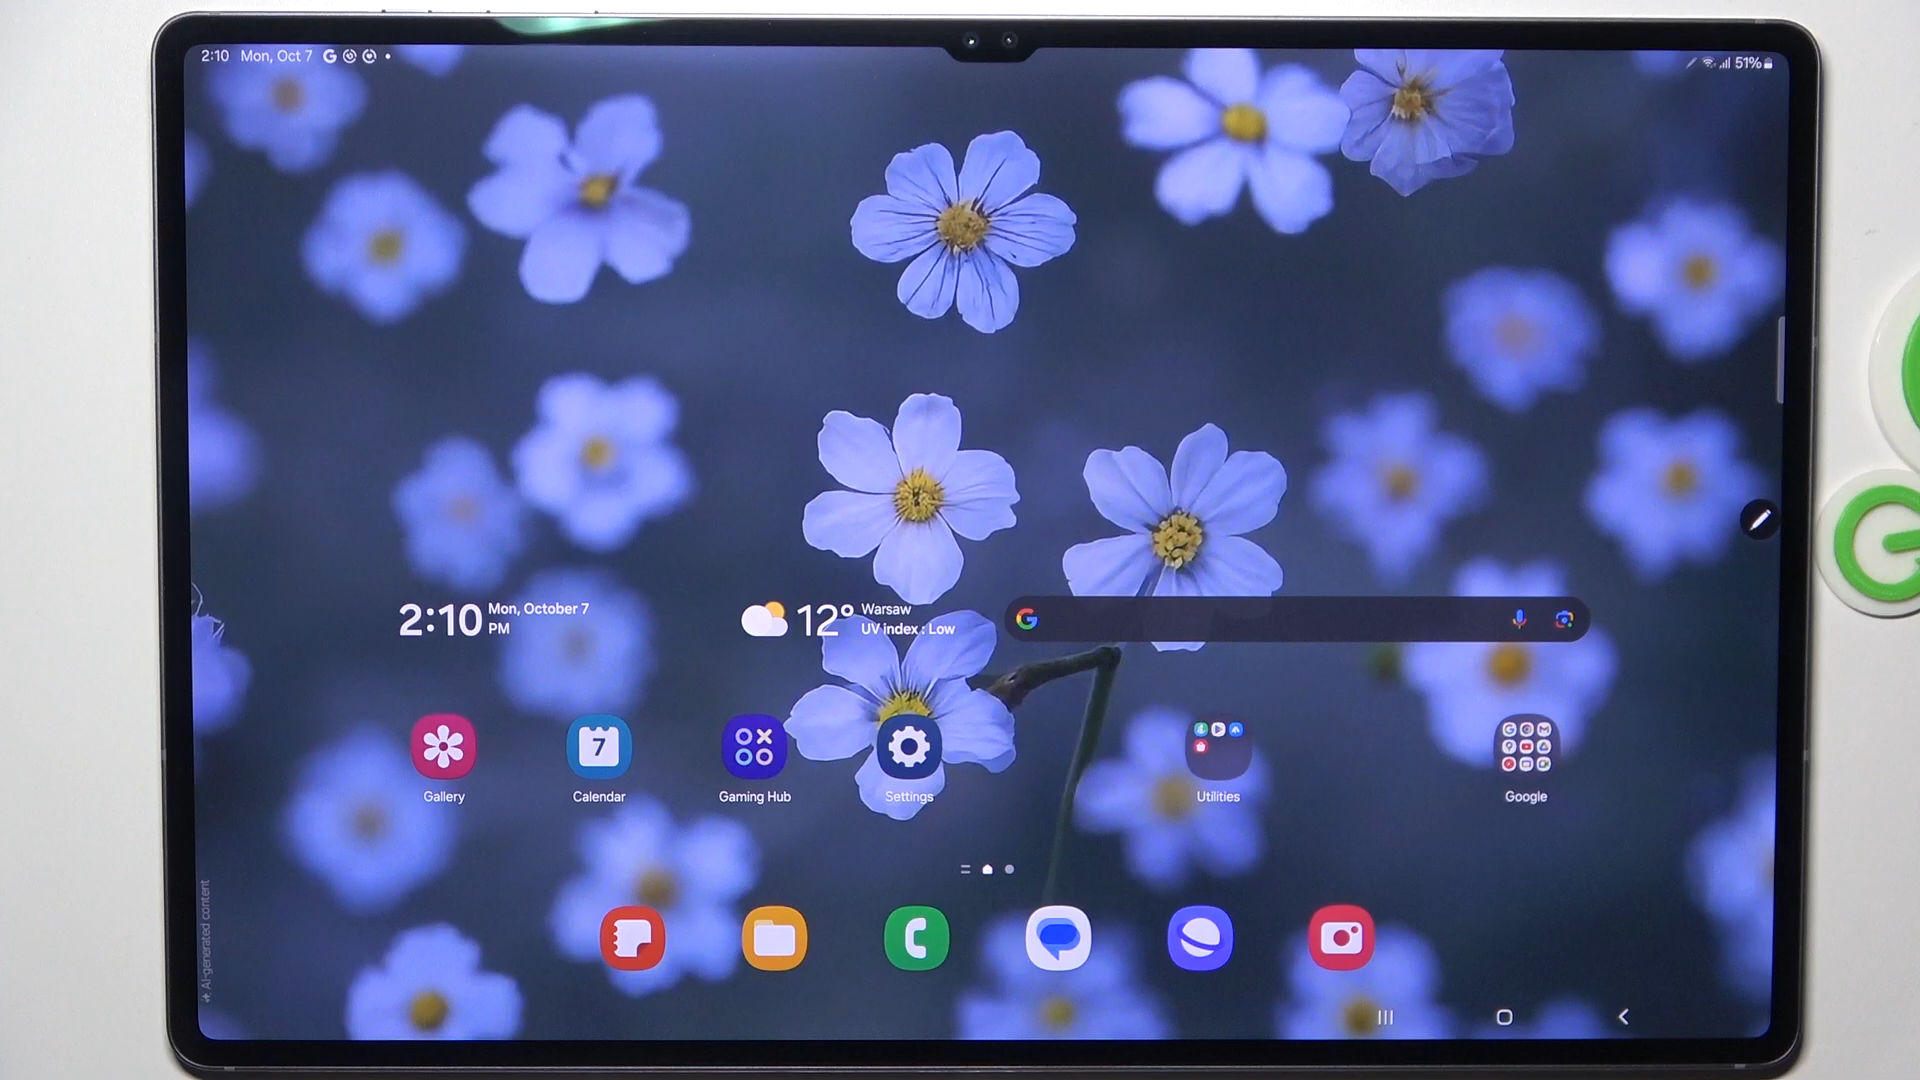 2:10 Mon, Oct 7
51%
2:10
Mon, October 7
PM
12°
Warsaw
UV index : Low
Gallery
7
Calendar
Gaming Hub
Settings
Utilities
Google
AI-generated content